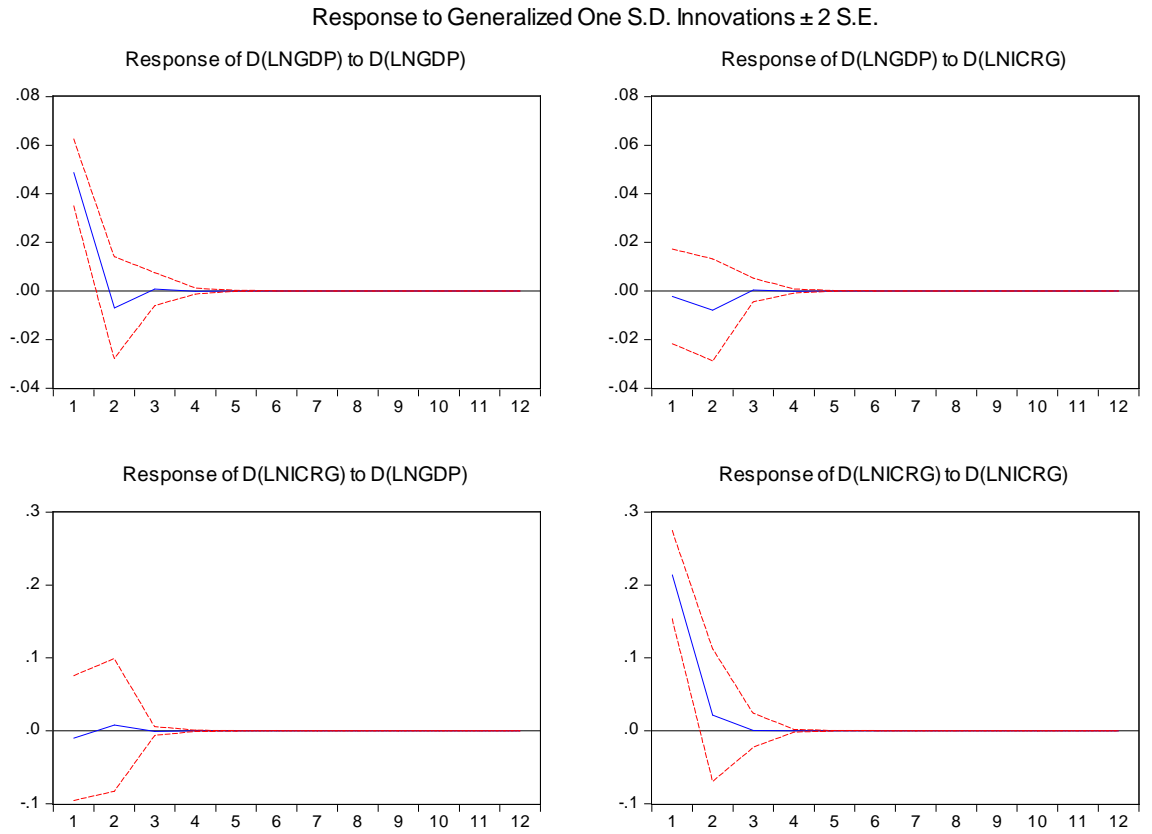 Response to Generalized One S.D. Innovations ± 2 S.E.
Response of D(LNGDP) to D(LNGDP)
.08
.06
.04
.02
.00
-.02
-.04
1 2 3 4 5 6 7 8 9 10 11 12
Response of D(LNGDP) to D(LNICRG)
.08
.06
.04
.02
.00
-.02
-.04
1 2 3 4 5 6 7 8 9 10 11 12
Response of D(LNICRG) to D(LNGDP)
.3
.2
.1
.0
-.1
1 2 3 4 5 6 7 8 9 10 11 12
Response of D(LNICRG) to D(LNICRG)
.3
.2
.1
.0
-.1
1 2 3 4 5 6 7 8 9 10 11 12